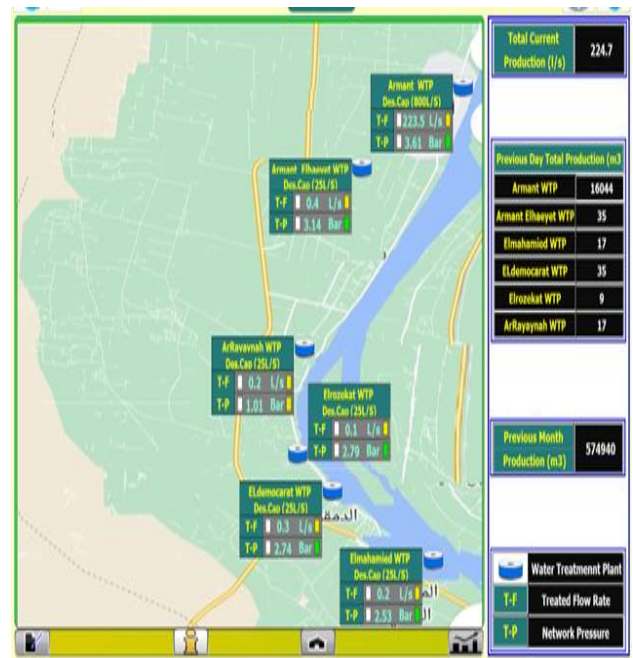 Armant WTP
Des.Cap (800L/S)
T-F 223.5 L/s
T-P 3.61 Bar
Armant Elhaeyet WTP
Des.Cap (25L/S)
T-F 0.4 L/s
T-P 3.14 Bar
ArRayaynah WTP
Des.Cap (25L/S)
T-F 0.2 L/s
T-P 1.01 Bar
Elrozekat WTP
Des.Cap (25L/S)
T-F 0.1 L/s
T-P 2.79 Bar
ELdemocarat WTP
Des.Cap (25L/S)
T-F 0.3 L/s
T-P 2.74 Bar
Elmahamied WTP
Des.Cap (25L/S)
T-F 0.2 L/s
T-P 2.53 Bar
Total Current
Production (l/s)
224.7
Previous Day Total Production (m3
Armant WTP 16044
Armant Elhaeyet WTP 35
Elmahamied WTP 17
ELdemocarat WTP 35
Elrozekat WTP 9
ArRayaynah WTP 17
Previous Month
Production (m3)
574940
Water Treatmennt Plant
T-F Treated Flow Rate
T-P Network Pressure